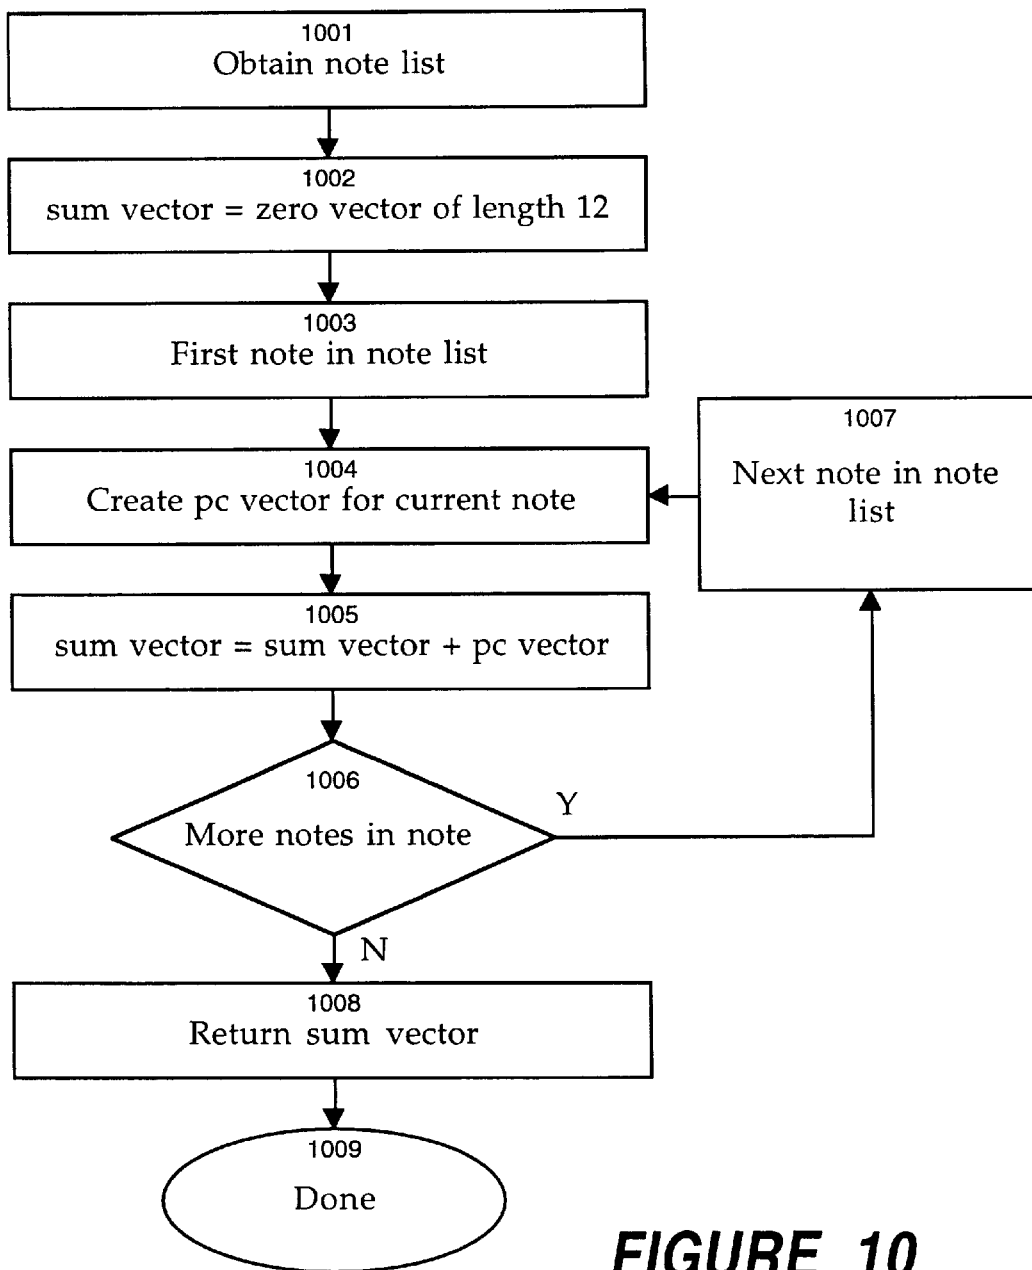 1001
Obtain note list
1002
sum vector = zero vector of length 12
1003
First note in note list
1004
Create pc vector for current note
1007
Next note in note
list
1005
sum vector = sum vector + pc vector
1006
More notes in note
Y
N
1008
Return sum vector
1009
Done
FIGURE 10